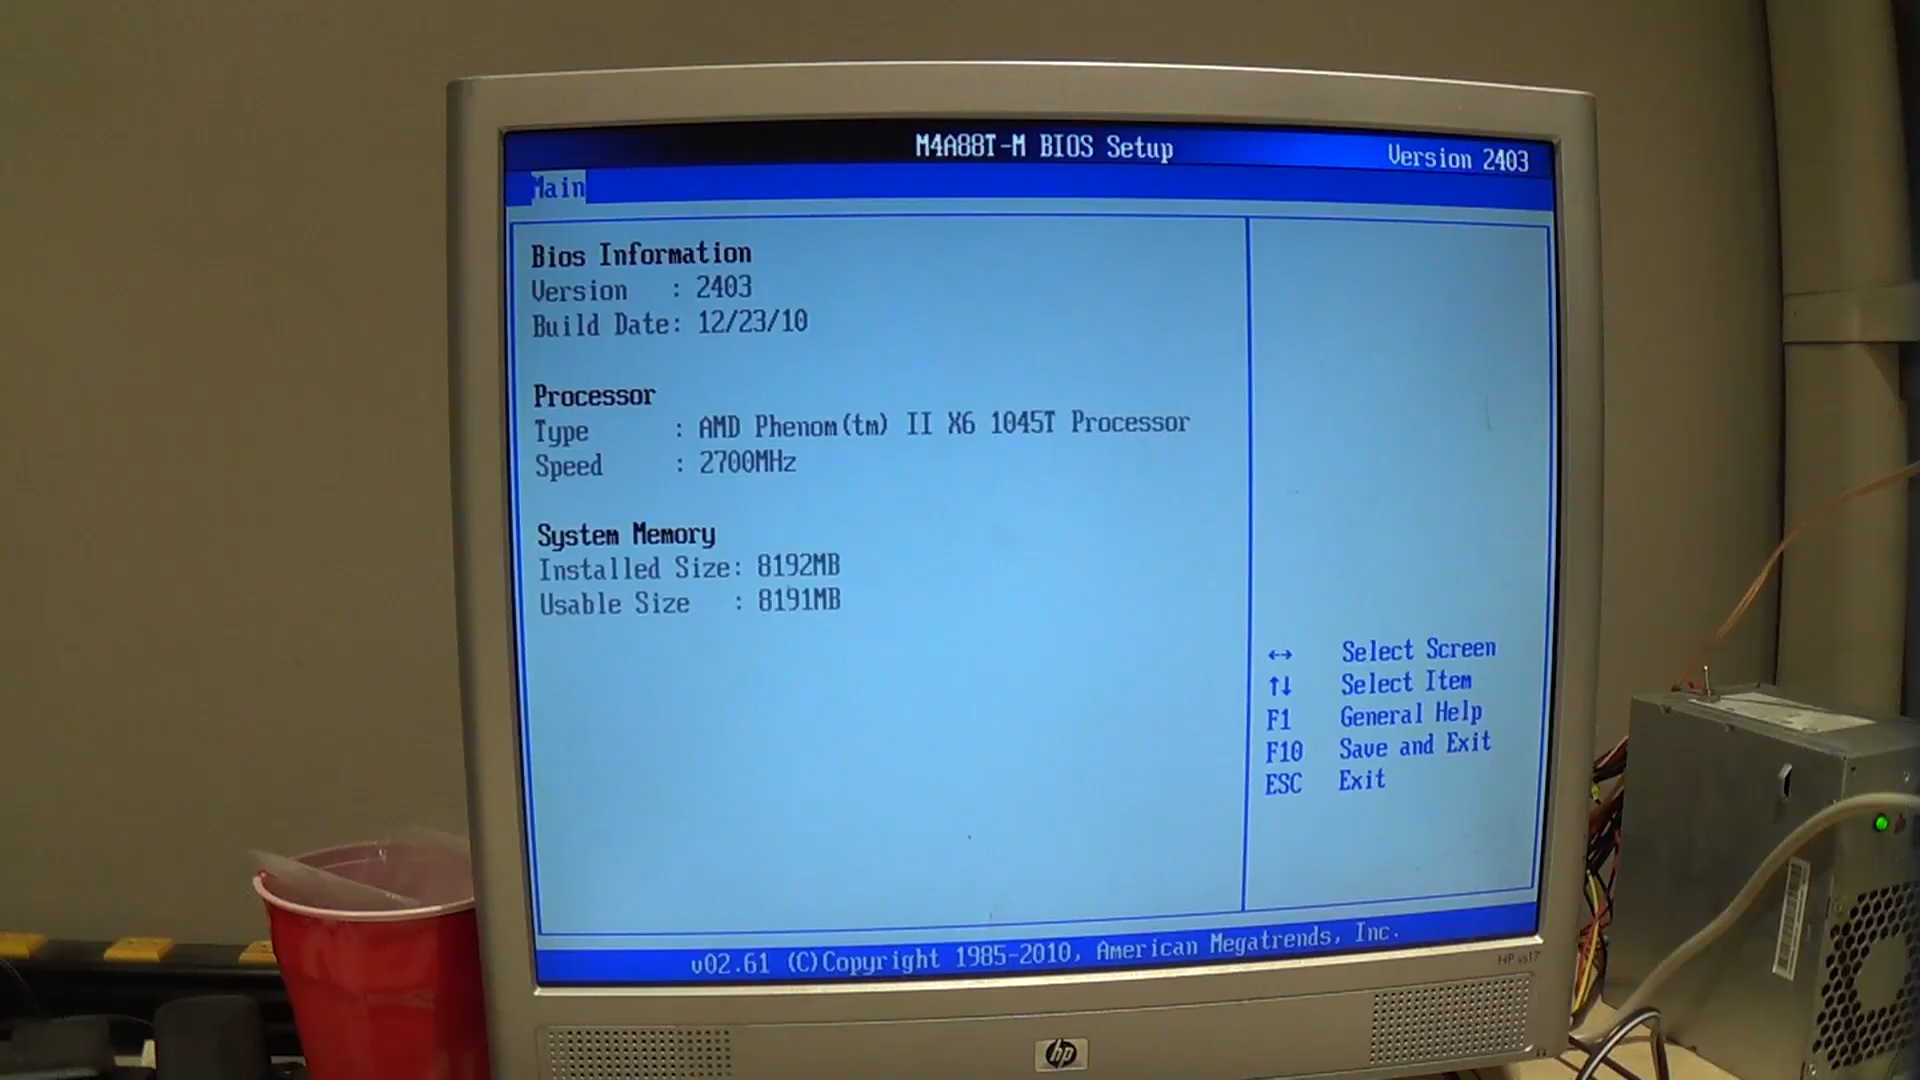 M4A88T-M BIOS Setup
Version 2403
Main
Bios Information
Version : 2403
Build Date: 12/23/10
Processor
Type : AMD Phenom(tm) II X6 1045T Processor
Speed : 2700MHz
System Memory
Installed Size: 8192MB
Usable Size : 8191MB
↔ Select Screen
↑↓ Select Item
F1 General Help
F10 Save and Exit
ESC Exit
v02.61 (C)Copyright 1985-2010, American Megatrends, Inc.
HP vs17
hp